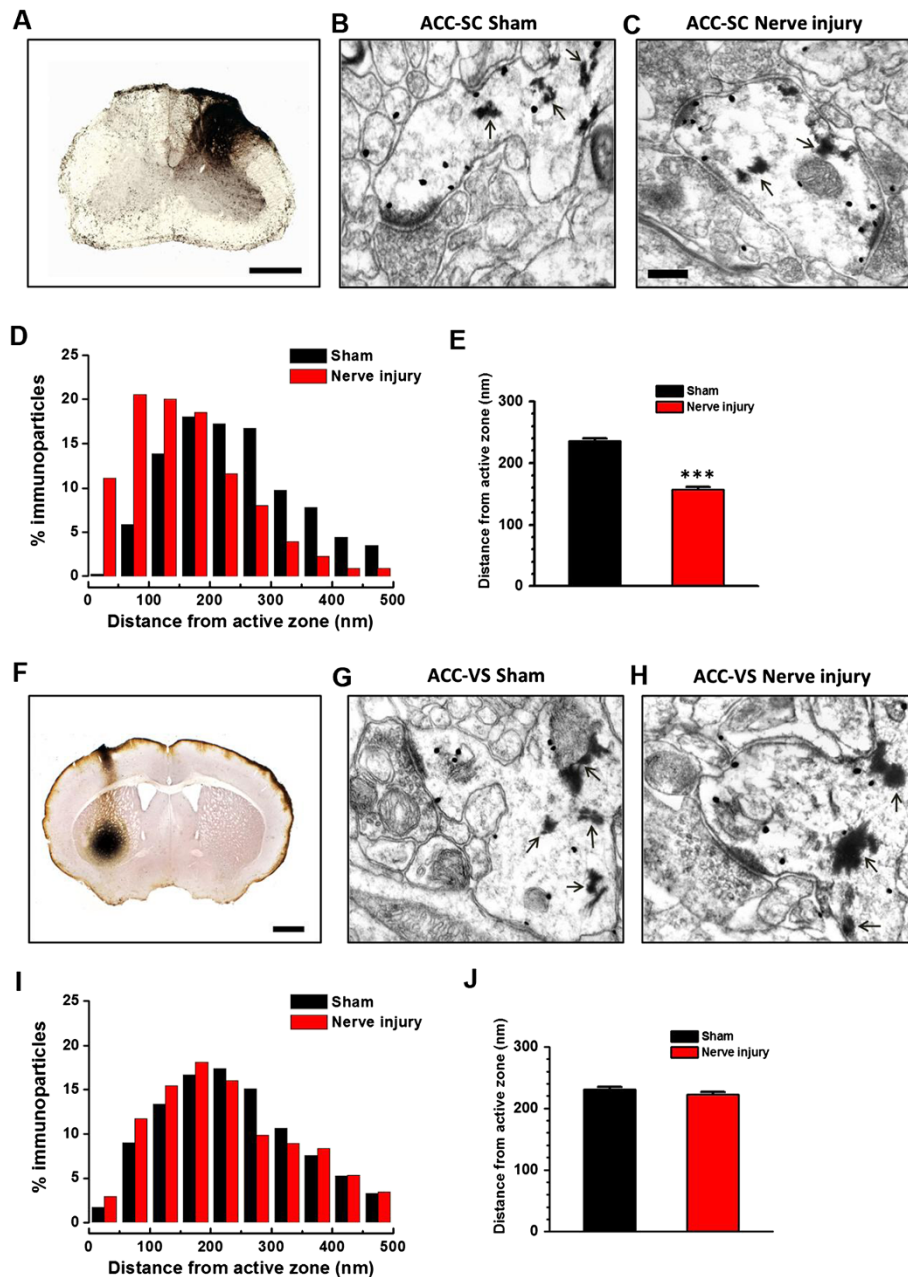 A
B
ACC-SC Sham
C
ACC-SC Nerve injury
D
% immunoparticles
25
20
15
10
5
0
Sham
Nerve injury
0 100 200 300 400 500
Distance from active zone (nm)
E
Distance from active zone (nm)
300
200
100
0
Sham
Nerve injury
***
F
G
ACC-VS Sham
H
ACC-VS Nerve injury
I
% immunoparticles
25
20
15
10
5
0
Sham
Nerve injury
0 100 200 300 400 500
Distance from active zone (nm)
J
Distance from active zone (nm)
300
200
100
0
Sham
Nerve injury